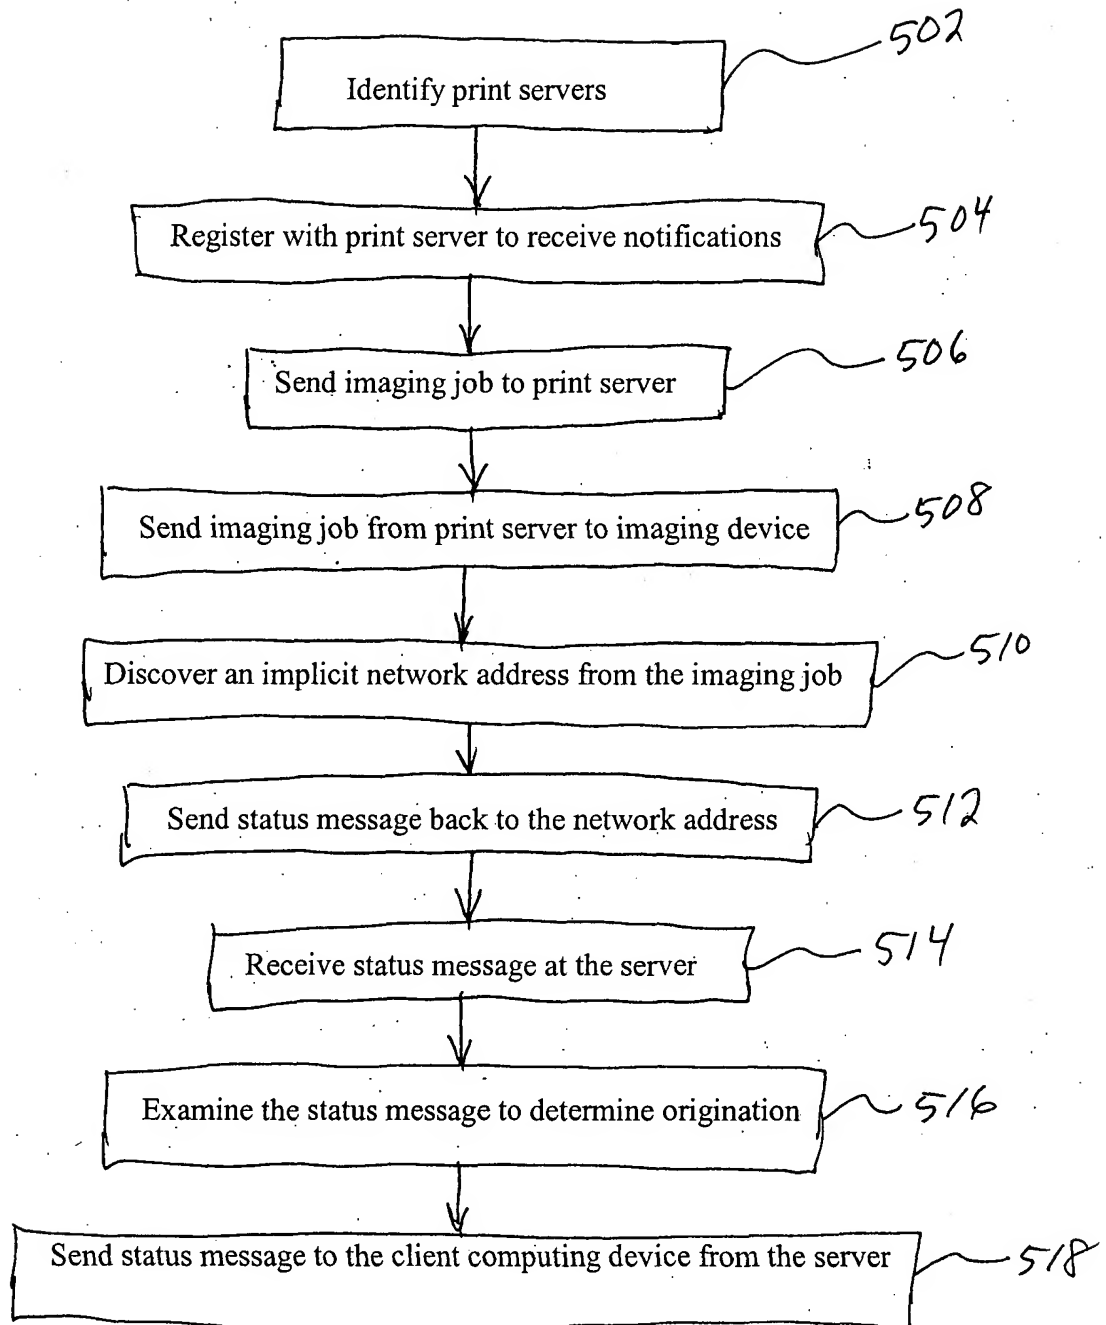 502
Identify print servers
504
Register with print server to receive notifications
506
Send imaging job to print server
508
Send imaging job from print server to imaging device
510
Discover an implicit network address from the imaging job
512
Send status message back to the network address
514
Receive status message at the server
516
Examine the status message to determine origination
518
Send status message to the client computing device from the server